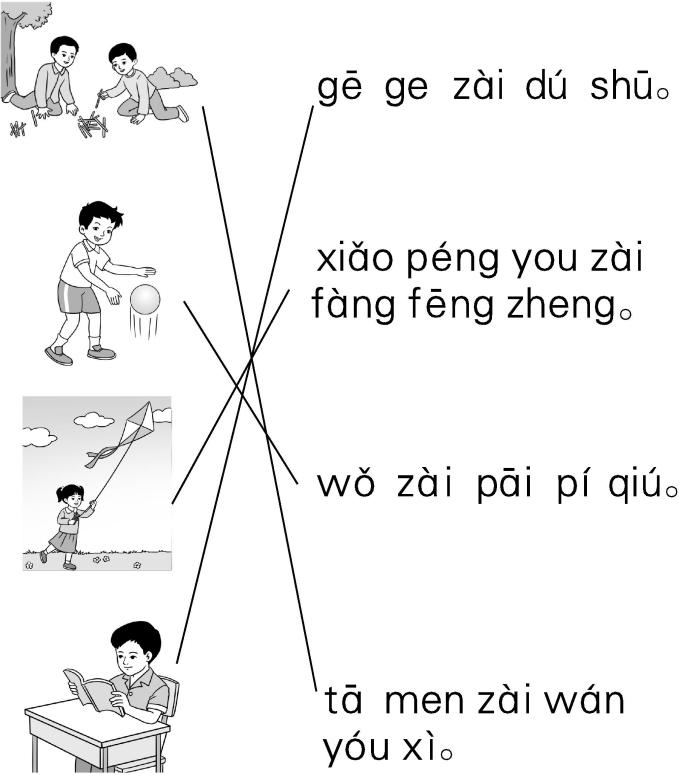 gē ge zài dú shū。
xiǎo péng you zài
fàng fēng zheng。
wǒ zài pāi pí qiú。
tā men zài wán
yóu xì。